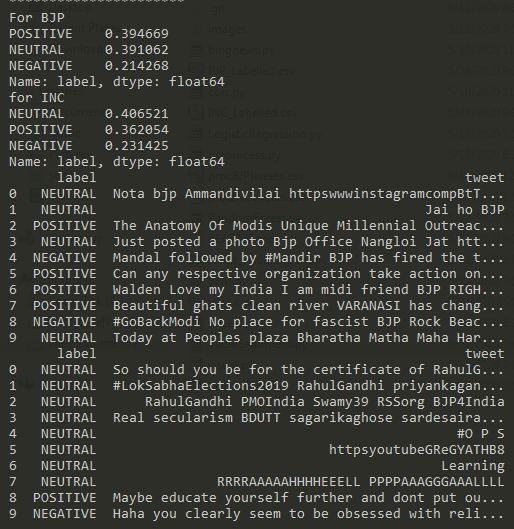 **********************
For BJP
POSITIVE 0.394669
NEUTRAL 0.391062
NEGATIVE 0.214268
Name: label, dtype: float64
for INC
NEUTRAL 0.406521
POSITIVE 0.362054
NEGATIVE 0.231425
Name: label, dtype: float64
label tweet
0 NEUTRAL Nota bjp Ammandivilai httpswwwinstagramcompBtT...
1 NEUTRAL Jai ho BJP
2 POSITIVE The Anatomy Of Modis Unique Millennial Outreac...
3 NEUTRAL Just posted a photo Bjp Office Nangloi Jat htt...
4 NEGATIVE Mandal followed by #Mandir BJP has fired the t...
5 POSITIVE Can any respective organization take action on...
6 POSITIVE Walden Love my India I am midi friend BJP RIGH...
7 POSITIVE Beautiful ghats clean river VARANASI has chang...
8 NEGATIVE #GoBackModi No place for fascist BJP Rock Beac...
9 NEUTRAL Today at Peoples plaza Bharatha Matha Maha Har...
label tweet
0 NEUTRAL So should you be for the certificate of RahulG...
1 NEUTRAL #LokSabhaElections2019 RahulGandhi priyankagan...
2 NEUTRAL RahulGandhi PMOIndia Swamy39 RSSorg BJP4India
3 NEUTRAL Real secularism BDUTT sagarikaghose sardesaira...
4 NEUTRAL #O P S
5 NEUTRAL httpsyoutubeGReGYATHB8
6 NEUTRAL Learning
7 NEUTRAL RRRRAAAAAHHHHEEELL PPPPAAAGGGAAALLLL
8 POSITIVE Maybe educate yourself further and dont put ou...
9 NEGATIVE Haha you clearly seem to be obsessed with reli...